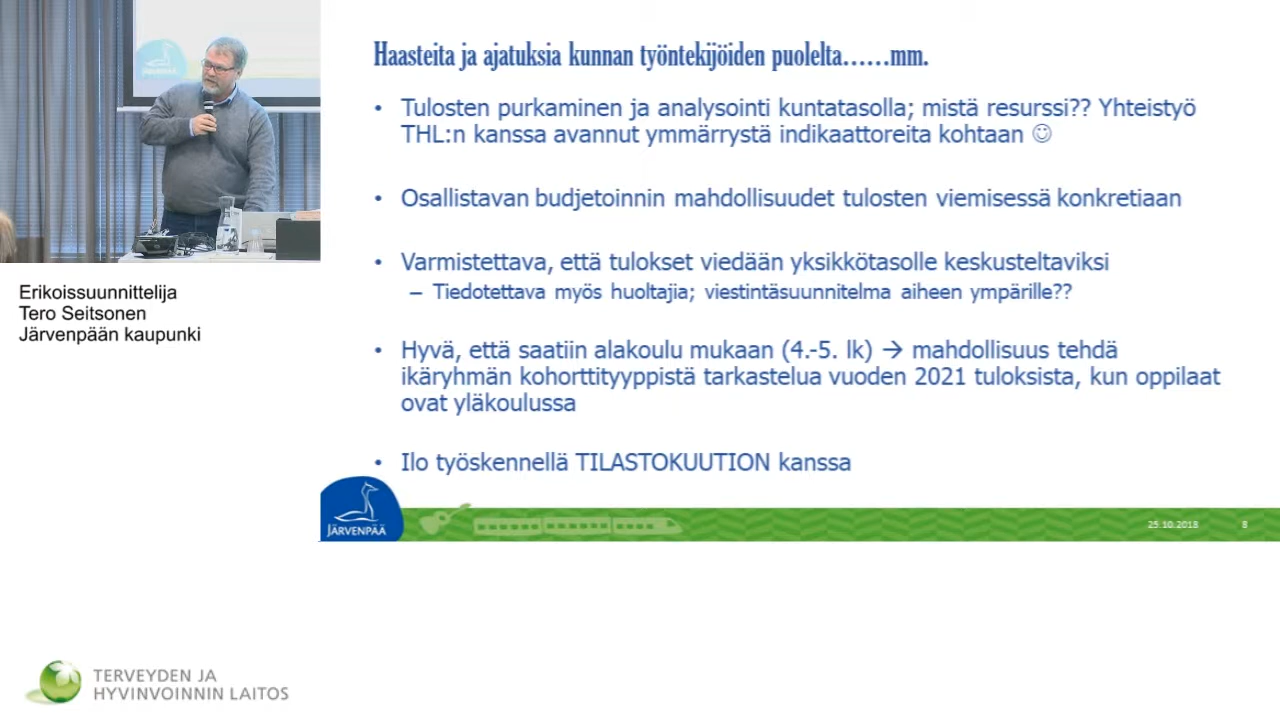 Haasteita ja ajatuksia kunnan työntekijöiden puolelta……mm.
• Tulosten purkaminen ja analysointi kuntatasolla; mistä resurssi?? Yhteistyö
THL:n kanssa avannut ymmärrystä indikaattoreita kohtaan ☺
• Osallistavan budjetoinnin mahdollisuudet tulosten viemisessä konkretiaan
• Varmistettava, että tulokset viedään yksikkötasolle keskusteltaviksi
– Tiedotettava myös huoltajia; viestintäsuunnitelma aiheen ympärille??
• Hyvä, että saatiin alakoulu mukaan (4.-5. lk) → mahdollisuus tehdä
ikäryhmän kohorttityyppistä tarkastelua vuoden 2021 tuloksista, kun oppilaat
ovat yläkoulussa
• Ilo työskennellä TILASTOKUUTION kanssa
JÄRVENPÄÄ
25.10.2018
8
JÄRVENPÄÄ
Erikoissuunnittelija
Tero Seitsonen
Järvenpään kaupunki
TERVEYDEN JA
HYVINVOINNIN LAITOS